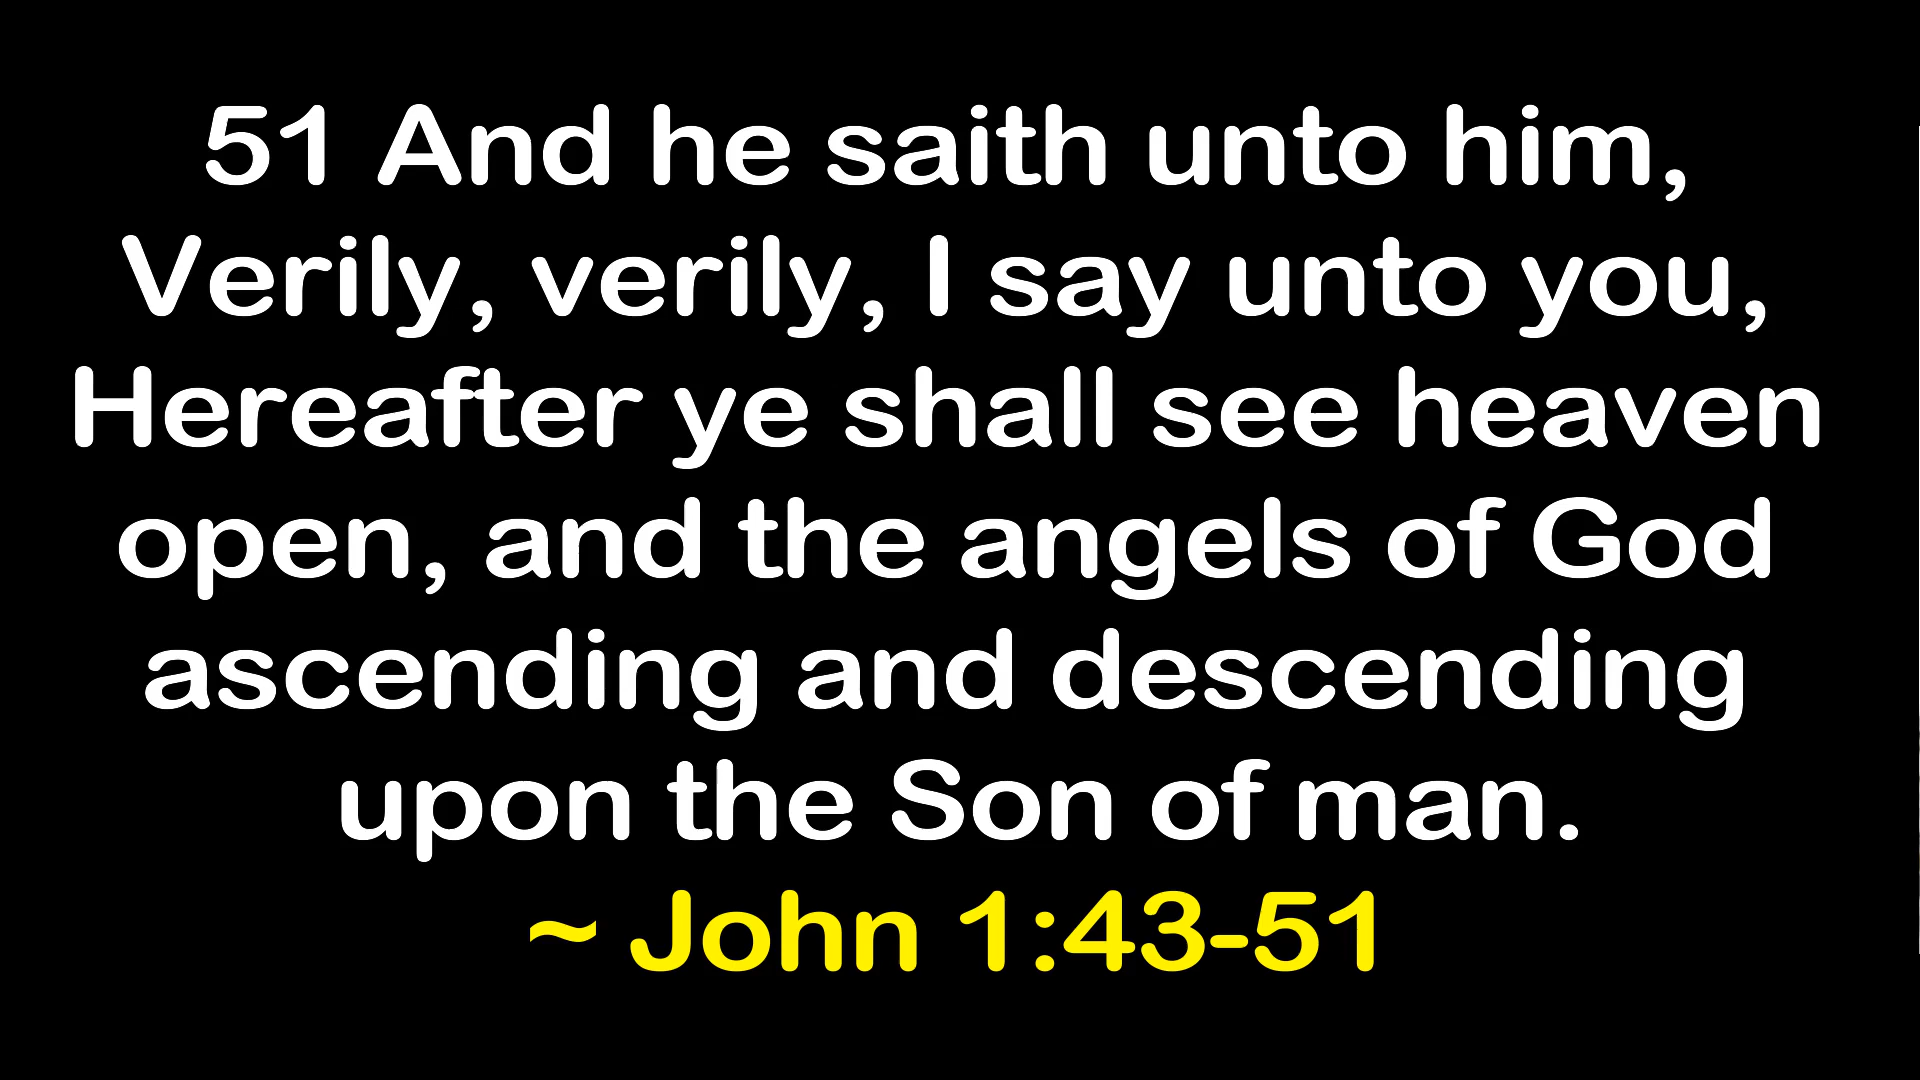 51 And he saith unto him,
Verily, verily, I say unto you,
Hereafter ye shall see heaven
open, and the angels of God
ascending and descending
upon the Son of man.
~ John 1:43-51